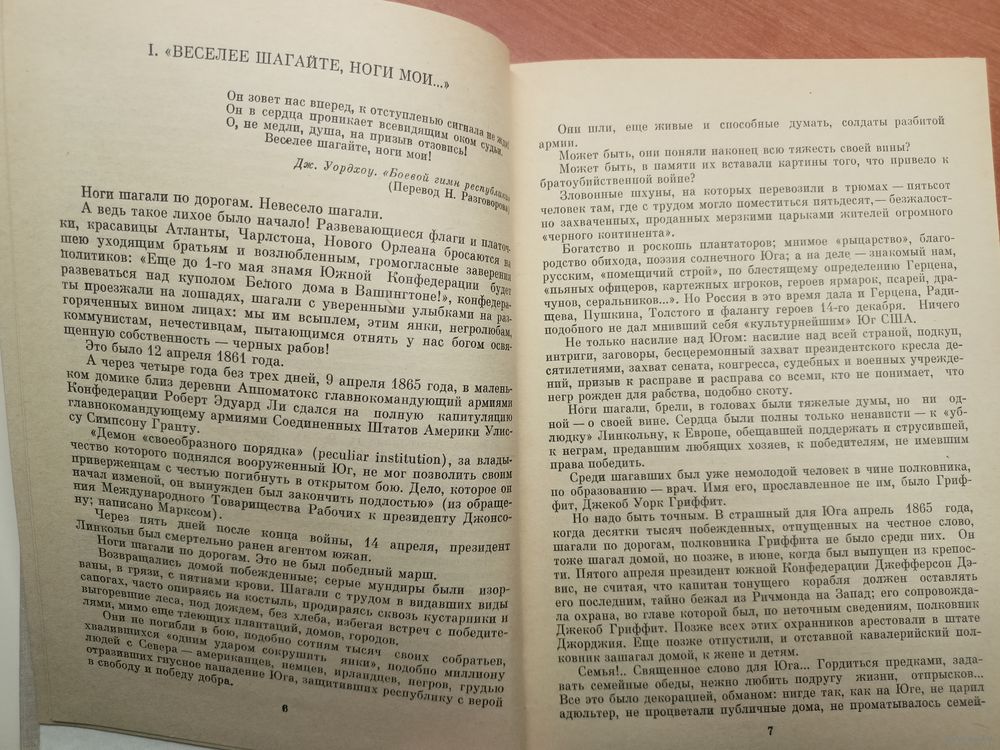 I. «ВЕСЕЛЕЕ ШАГАЙТЕ, НОГИ МОИ...»
Он зовет нас вперед, к отступленью сигнала не ждй!
Он в сердца проникает всевидящим оком судьи.
О, не медли, душа, на призыв отзовись!
Веселее шагайте, ноги мои!
Дж. Уордхоу. «Боевой гимн республики»
(Перевод Н. Разговорова)
Ноги шагали по дорогам. Невесело шагали.
А ведь такое лихое было начало! Развевающиеся флаги и платоч-
ки, красавицы Атланты, Чарлстона, Нового Орлеана бросаются на
шею уходящим братьям и возлюбленным, громогласные заверения
политиков: «Еще до 1-го мая знамя Южной Конфедерации будет
развеваться над куполом Белого дома в Вашингтоне!», конфедера-
ты проезжали на лошадях, шагали с уверенными улыбками на раз-
горяченных вином лицах: мы им всыплем, этим янки, негролюбам,
коммунистам, нечестивцам, пытающимся отнять у нас богом освя-
щенную собственность — черных рабов!
Это было 12 апреля 1861 года.
А через четыре года без трех дней, 9 апреля 1865 года, в малень-
ком домике близ деревни Аппоматокс главнокомандующий армиями
Конфедерации Роберт Эдуард Ли сдался на полную капитуляцию
главнокомандующему армиями Соединенных Штатов Америки Улис-
су Симпсону Гранту.
«Демон «своеобразного порядка» (peculiar institution), за влады-
чество которого поднялся вооруженный Юг, не мог позволить своим
приверженцам с честью погибнуть в открытом бою. Дело, которое он
начал изменой, он вынужден был закончить подлостью» (из обраще-
ния Международного Товарищества Рабочих к президенту Джонсо-
ну; написано Марксом).
Через пять дней после конца войны, 14 апреля, президент
Линкольн был смертельно ранен агентом южан.
Ноги шагали по дорогам. Это не был победный марш.
Возвращались домой побежденные; серые мундиры были изор-
ваны, в грязи, с пятнами крови. Шагали с трудом в видавших виды
сапогах, часто опираясь на костыль, продираясь сквозь кустарники и
выгоревшие леса, под дождем, без хлеба, избегая встреч с победите-
лями, мимо еще тлеющих плантаций, домов, городов.
Они не погибли в бою, подобно сотням тысяч своих собратьев,
хвалившихся «одним ударом сокрушить янки», подобно миллиону
людей с Севера — американцев, немцев, ирландцев, негров, грудью
отразивших гнусное нападение Юга, защитивших республику с верой
в свободу и победу добра.
6
Они шли, еще живые и способные думать, солдаты разбитой
армии.
Может быть, они поняли наконец всю тяжесть своей вины?
Может быть, в памяти их вставали картины того, что привело к
братоубийственной войне?
Зловонные шхуны, на которых перевозили в трюмах — пятьсот
человек там, где с трудом могло поместиться пятьдесят,— безжалост-
но захваченных, проданных мерзкими царьками жителей огромного
«черного континента».
Богатство и роскошь плантаторов; мнимое «рыцарство», благо-
родство обихода, поэзия солнечного Юга; а на деле — знакомый нам,
русским, «помещичий строй», по блестящему определению Герцена,
«пьяных офицеров, картежных игроков, героев ярмарок, псарей, дра-
чунов, серальников...». Но Россия в это время дала и Герцена, Ради-
щева, Пушкина, Толстого и фалангу героев 14-го декабря. Ничего
подобного не дал мнивший себя «культурнейшим» Юг США.
Не только насилие над Югом: насилие над всей страной, подкуп,
интриги, заговоры, бесцеремонный захват президентского кресла де-
сятилетиями, захват сената, конгресса, судебных и военных учрежде-
ний, призыв к расправе и расправа со всеми, кто не понимает, что
негр рожден для рабства, подобно скоту.
Ноги шагали, брели, в головах были тяжелые думы, но ни од-
ной — о своей вине. Сердца были полны только ненависти — к «уб-
людку» Линкольну, к Европе, обещавшей поддержать и струсившей,
к неграм, предавшим любящих хозяев, к победителям, не имевшим
права победить.
Среди шагавших был уже немолодой человек в чине полковника,
по образованию — врач. Имя его, прославленное не им, было Гриф-
фит, Джекоб Уорк Гриффит.
Но надо быть точным. В страшный для Юга апрель 1865 года,
когда десятки тысяч побежденных, отпущенных на честное слово,
шагали по дорогам, полковника Гриффита не было среди них. Он
тоже шагал домой, но позже, в июне, когда был выпущен из крепос-
ти. Пятого апреля президент южной Конфедерации Джефферсон Дэ-
вис, не считая, что капитан тонущего корабля должен оставлять
его последним, тайно бежал из Ричмонда на Запад; его сопровожда-
ла охрана, во главе которой был, по неточным сведениям, полковник
Джекоб Гриффит. Позже всех этих охранников арестовали в штате
Джорджия. Еще позже отпустили, и отставной кавалерийский пол-
ковник зашагал домой, к жене и детям.
Семья!.. Священное слово для Юга... Гордиться предками, зада-
вать семейные обеды, нежно любить подругу жизни, отпрысков...
Все это было декорацией, обманом: нигде так, как на Юге, не царил
адюльтер, не процветали публичные дома, не проматывалось семей-
7